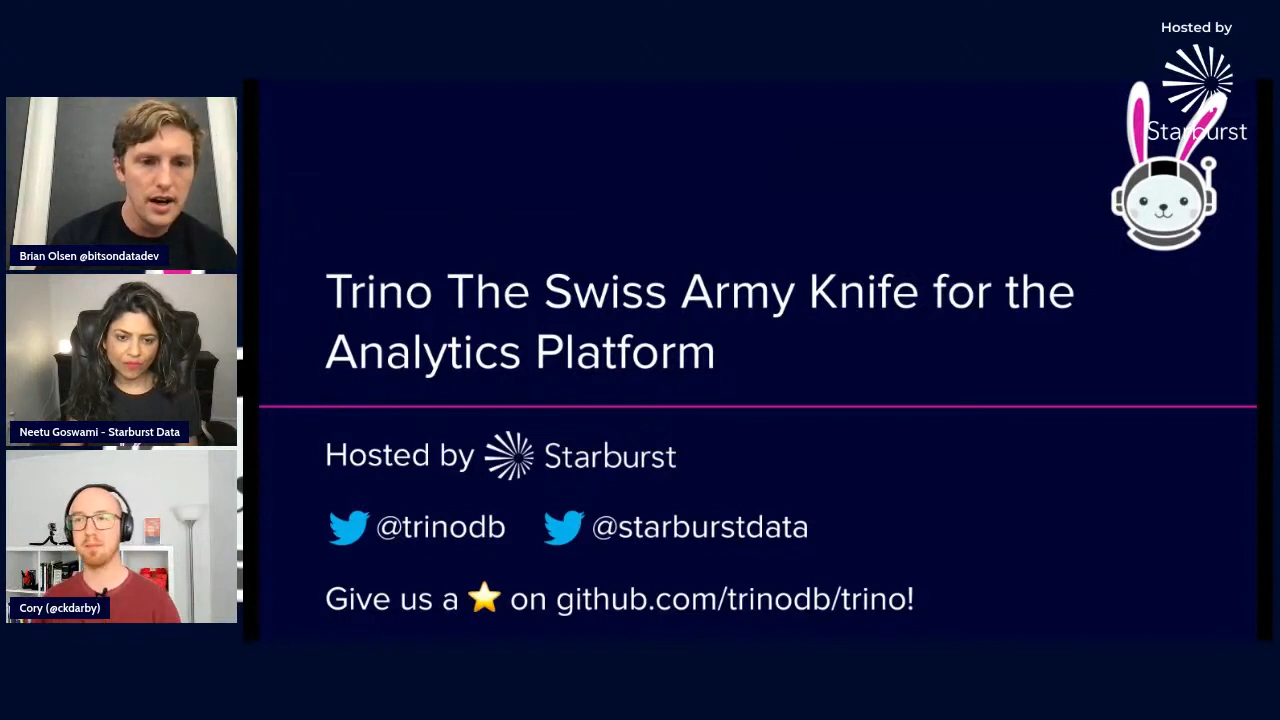 Hosted by
Starburst
Brian Olsen @bitsondatadev
Neetu Goswami - Starburst Data
Cory (@ckdarby)
Trino The Swiss Army Knife for the
Analytics Platform
Hosted by Starburst
@trinodb @starburstdata
Give us a ⭐ on github.com/trinodb/trino!